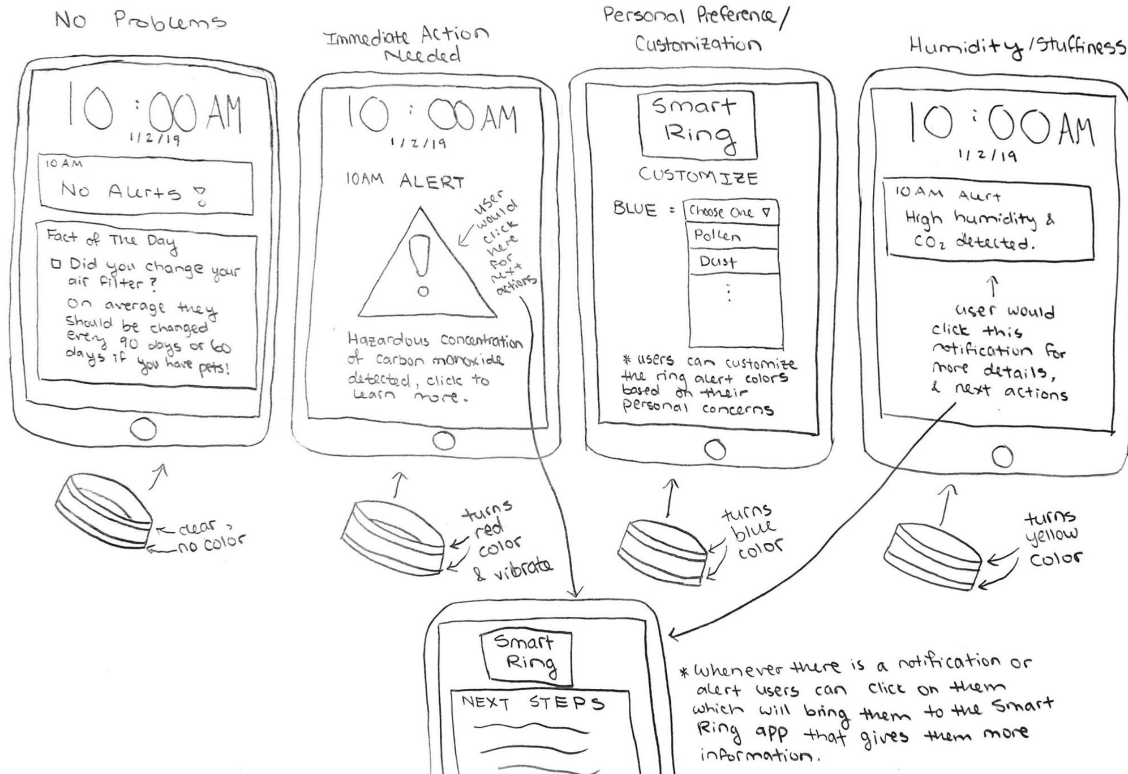 No Problems
10:00 AM
1/2/19
10 AM
No Alerts!
Fact of The Day
Did you change your
air filter?
On average they
should be changed
every 90 days or 60
days if you have pets!
clear,
no color
Immediate Action
Needed
10:00 AM
1/2/19
10AM ALERT
!
user
would
click
here
for
next
actions
Hazardous concentration
of carbon monoxide
detected, click to
learn more.
turns
red
color
& vibrate
Personal Preference/
Customization
Smart
Ring
CUSTOMIZE
BLUE = Choose One
Pollen
Dust
* users can customize
the ring alert colors
based on their
personal concerns
turns
blue
color
Humidity/Stuffiness
10:00 AM
1/2/19
10 AM Alert
High humidity &
CO₂ detected.
user would
click this
notification for
more details,
& next actions
turns
yellow
color
Smart
Ring
NEXT STEPS
* Whenever there is a notification or
alert users can click on them
which will bring them to the Smart
Ring app that gives them more
information.